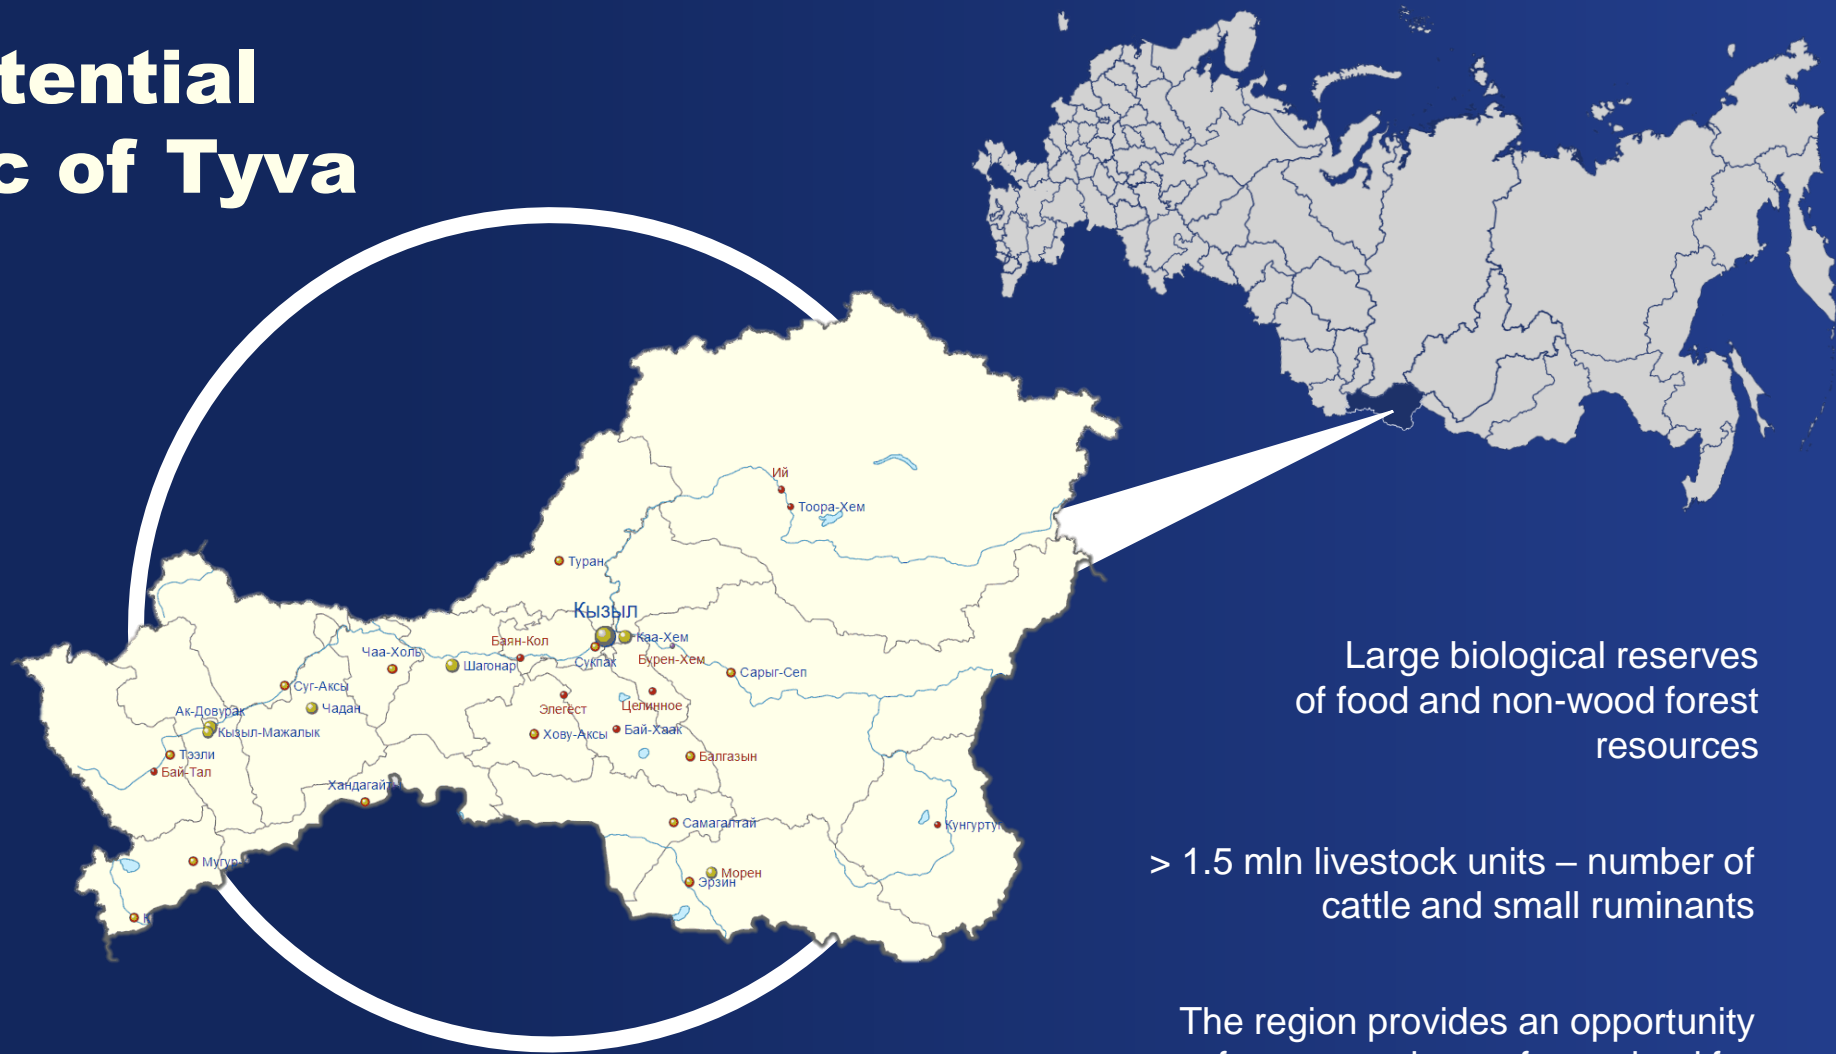 tential
c of Tyva
Ий
Тоора-Хем
Туран
Кызыл
Каа-Хем
Баян-Кол
Сукпак
Бурен-Хем
Чаа-Холь
Шагонар
Сарыг-Сеп
Суг-Аксы
Элегест
Целинное
Ак-Довурак
Чадан
Кызыл-Мажалык
Хову-Аксы
Бай-Хаак
Тээли
Балгазын
Бай-Тал
Хандагайт
Самагалтай
Кунгурту
Мугур
Морен
Эрзин
Large biological reserves
of food and non-wood forest
resources
> 1.5 mln livestock units – number of
cattle and small ruminants
The region provides an opportunity